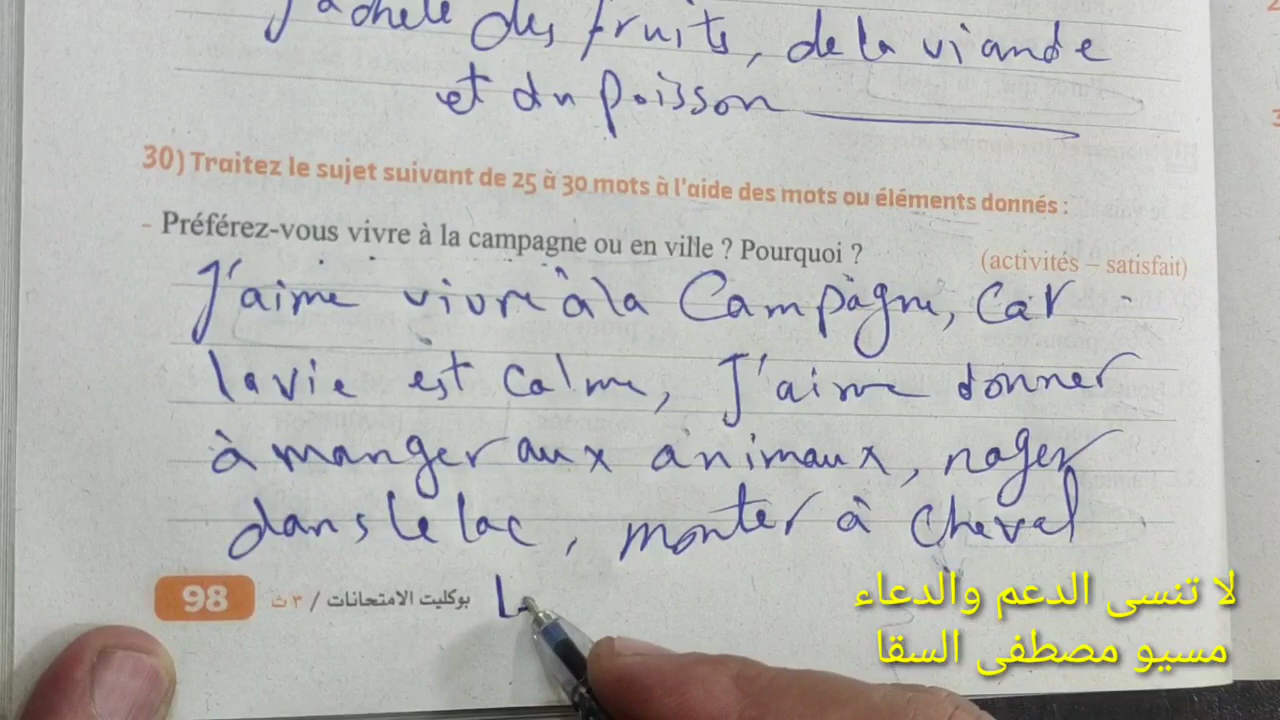 J'achète des fruits, de la viande
et du poisson
30) Traitez le sujet suivant de 25 à 30 mots à l'aide des mots ou éléments donnés :
- Préférez-vous vivre à la campagne ou en ville ? Pourquoi ?
(activités – satisfait)
J'aime vivre à la Campagne, Car
la vie est calme, J'aime donner
à manger aux animaux, nager
dans le lac, monter à cheval
98 بوكليت الامتحانات / ٣ ث
لا تنسى الدعم والدعاء
مسيو مصطفى السقا